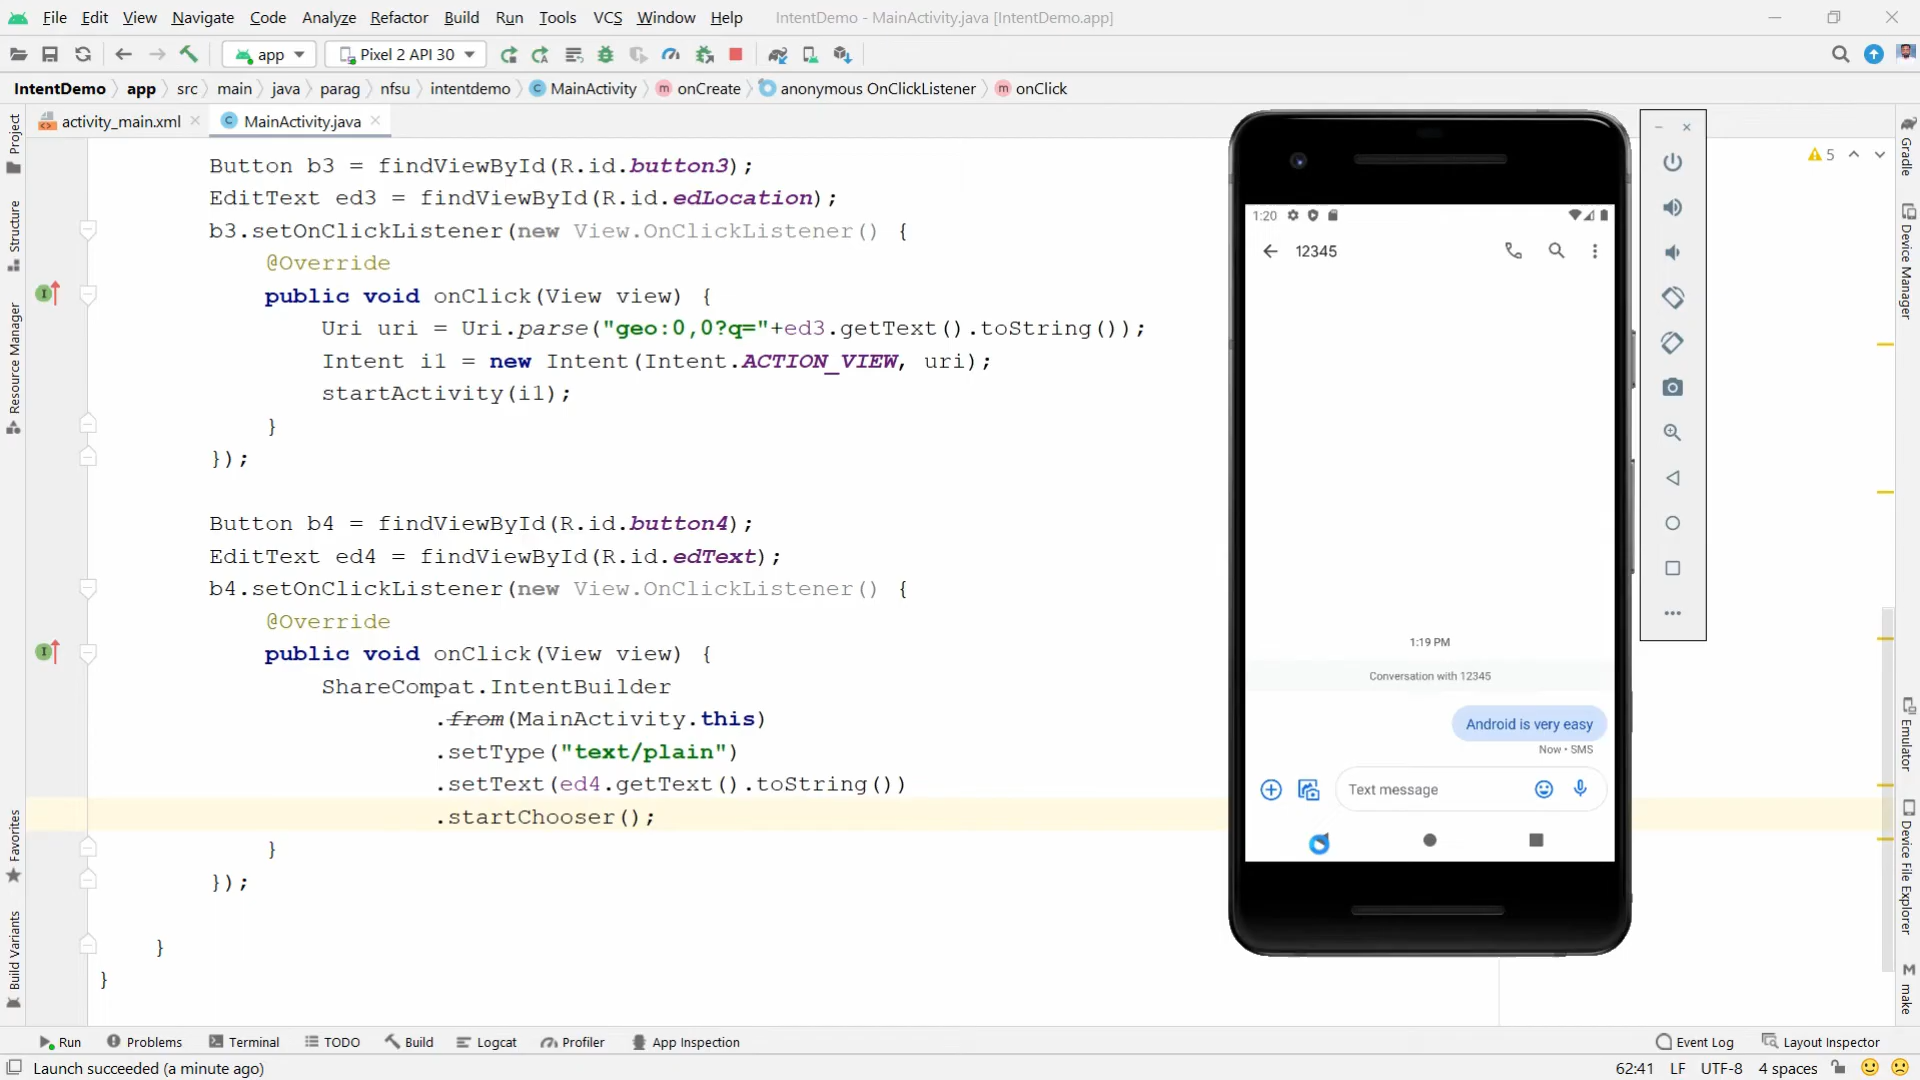 File Edit View Navigate Code Analyze Refactor Build Run Tools VCS Window Help IntentDemo - MainActivity.java [IntentDemo.app]
app Pixel 2 API 30
IntentDemo app src main java parag nfsu intentdemo MainActivity onCreate anonymous OnClickListener onClick
activity_main.xml MainActivity.java
Button b3 = findViewById(R.id.button3);
EditText ed3 = findViewById(R.id.edLocation);
b3.setOnClickListener(new View.OnClickListener() {
@Override
public void onClick(View view) {
Uri uri = Uri.parse("geo:0,0?q="+ed3.getText().toString());
Intent i1 = new Intent(Intent.ACTION_VIEW, uri);
startActivity(i1);
}
});
Button b4 = findViewById(R.id.button4);
EditText ed4 = findViewById(R.id.edText);
b4.setOnClickListener(new View.OnClickListener() {
@Override
public void onClick(View view) {
ShareCompat.IntentBuilder
.from(MainActivity.this)
.setType("text/plain")
.setText(ed4.getText().toString())
.startChooser();
}
});
}
}
1:20
12345
1:19 PM
Conversation with 12345
Android is very easy
Now • SMS
Text message
5
Project
Structure
Resource Manager
Favorites
Build Variants
Gradle
Device Manager
Emulator
Device File Explorer
make
Run Problems Terminal TODO Build Logcat Profiler App Inspection Event Log Layout Inspector
Launch succeeded (a minute ago) 62:41 LF UTF-8 4 spaces